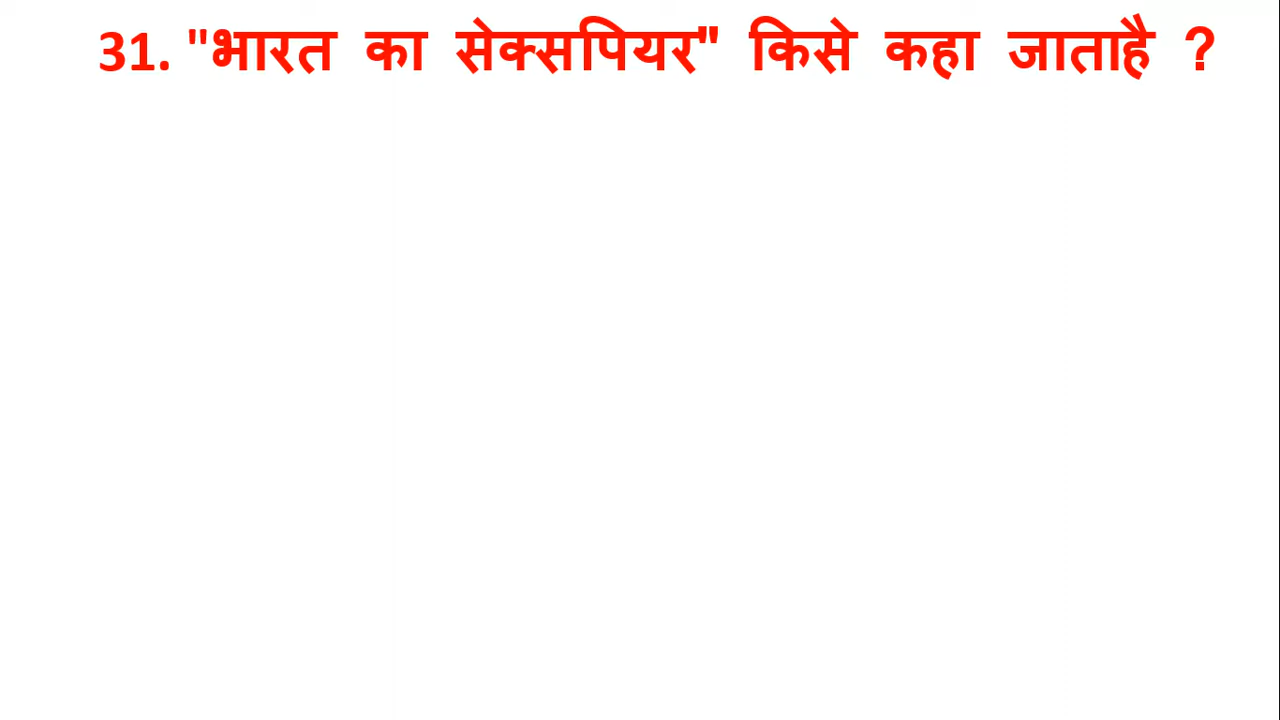 31. "भारत का सेक्सपियर" किसे कहा जाताहै ?